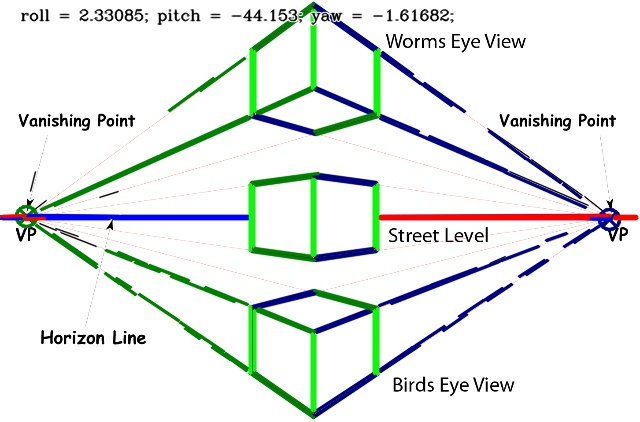 roll = 2.33085; pitch = −44.153; yaw = −1.61682;
Worms Eye View
Vanishing Point
Vanishing Point
VP
VP
Street Level
Horizon Line
Birds Eye View